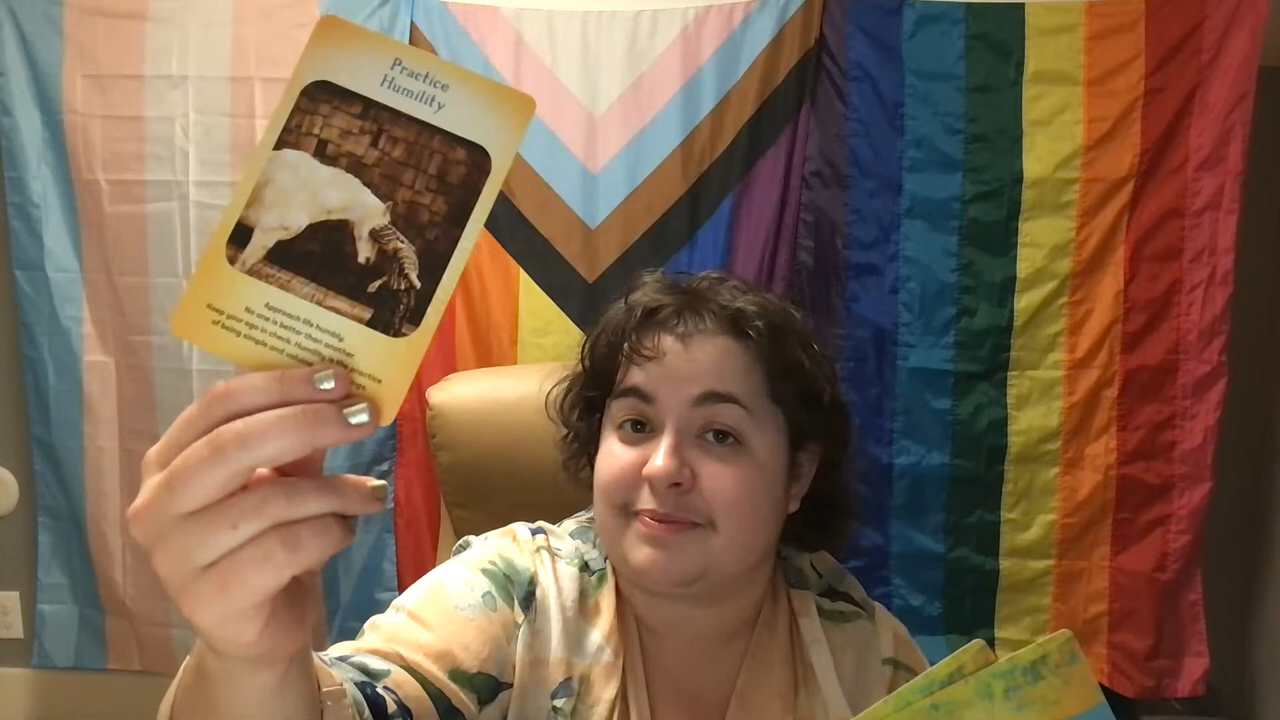 Practice
Humility
Approach life humbly.
No one is better than another.
Keep your ego in check. Humility is the practice
of being simple and